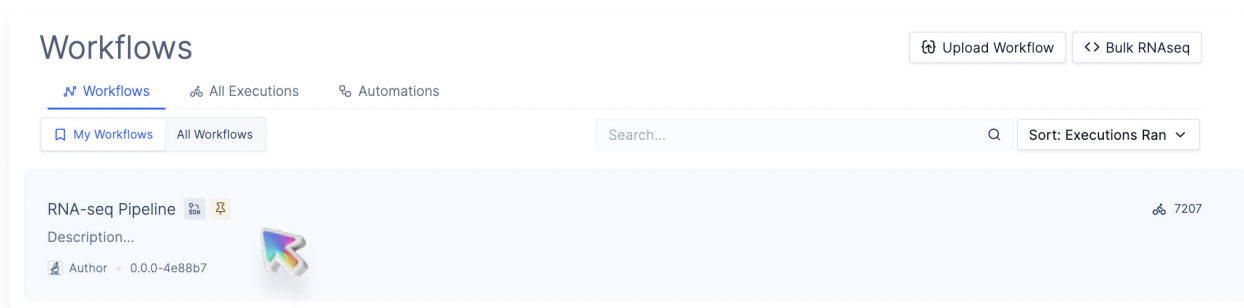 Workflows
Upload Workflow
Bulk RNAseq
Workflows
All Executions
Automations
My Workflows
All Workflows
Search...
Sort: Executions Ran
RNA-seq Pipeline
SDK
7207
Description...
Author
0.0.0-4e88b7